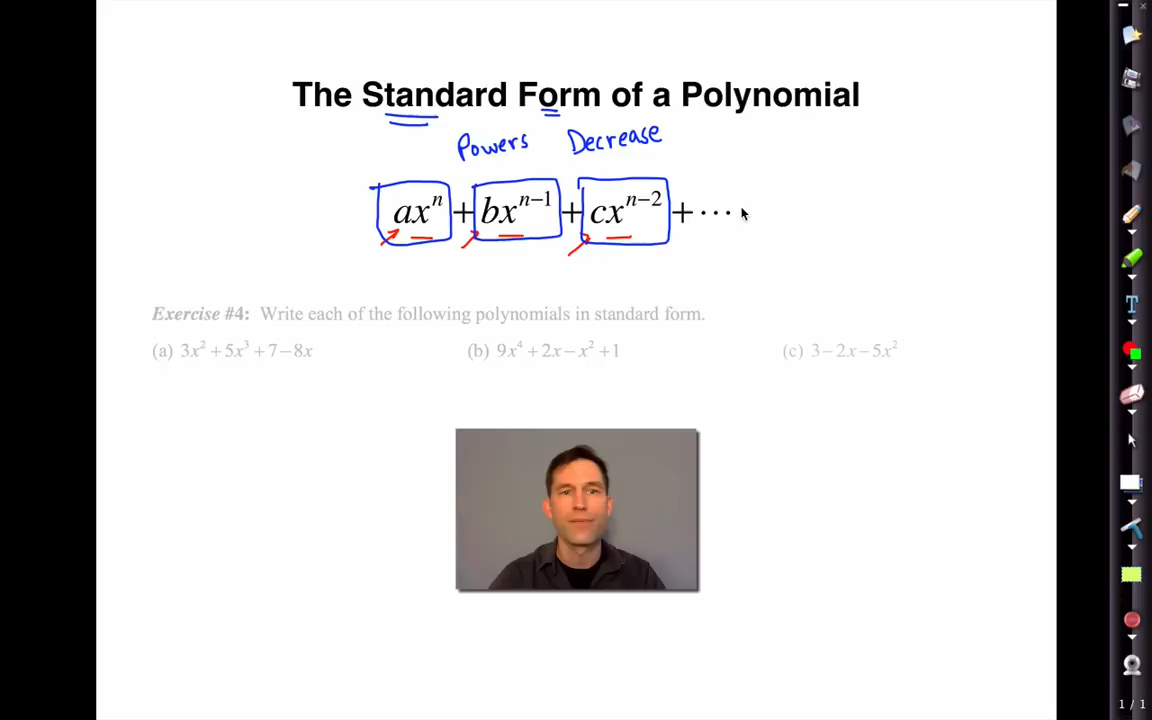 The Standard Form of a Polynomial
Powers Decrease
axⁿ + bxⁿ⁻¹ + cxⁿ⁻² + ⋯
Exercise #4: Write each of the following polynomials in standard form.
(a) 3x² + 5x³ + 7 − 8x (b) 9x⁴ + 2x − x² + 1 (c) 3 − 2x − 5x²
T
1 / 1